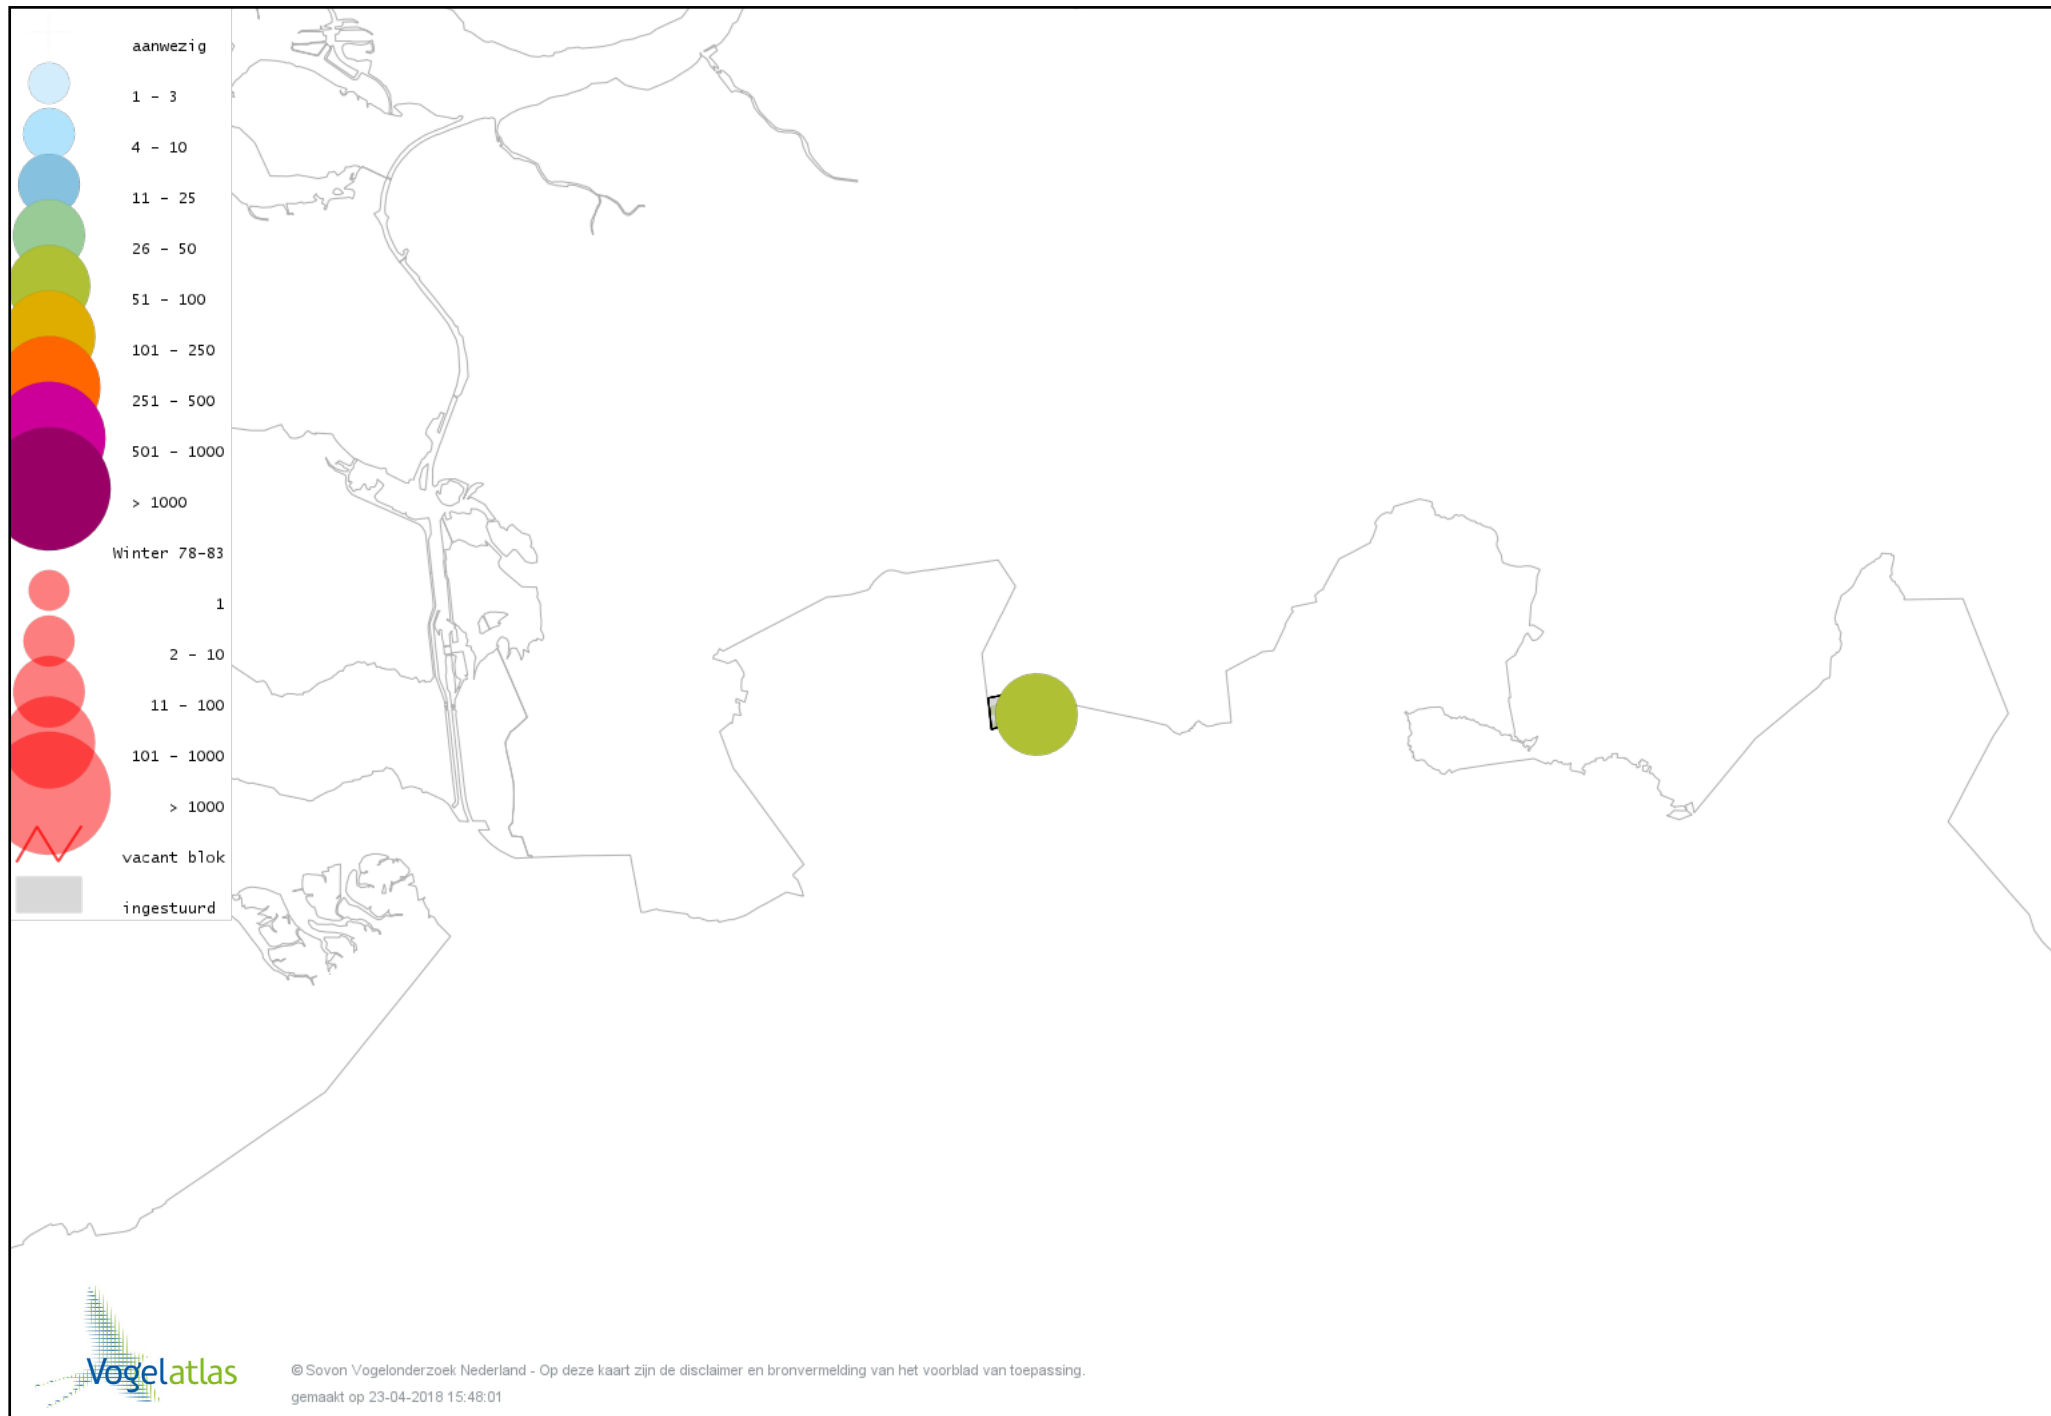 aanwezig
1 - 3
4 - 10
11 - 25
26 - 50
51 - 100
101 - 250
251 - 500
501 - 1000
> 1000
Winter 78-83
1
2 - 10
11 - 100
101 - 1000
> 1000
vacant blok
ingestuurd
Vogelatlas
© Sovon Vogelonderzoek Nederland - Op deze kaart zijn de disclaimer en bronvermelding van het voorblad van toepassing.
gemaakt op 23-04-2018 15:48:01